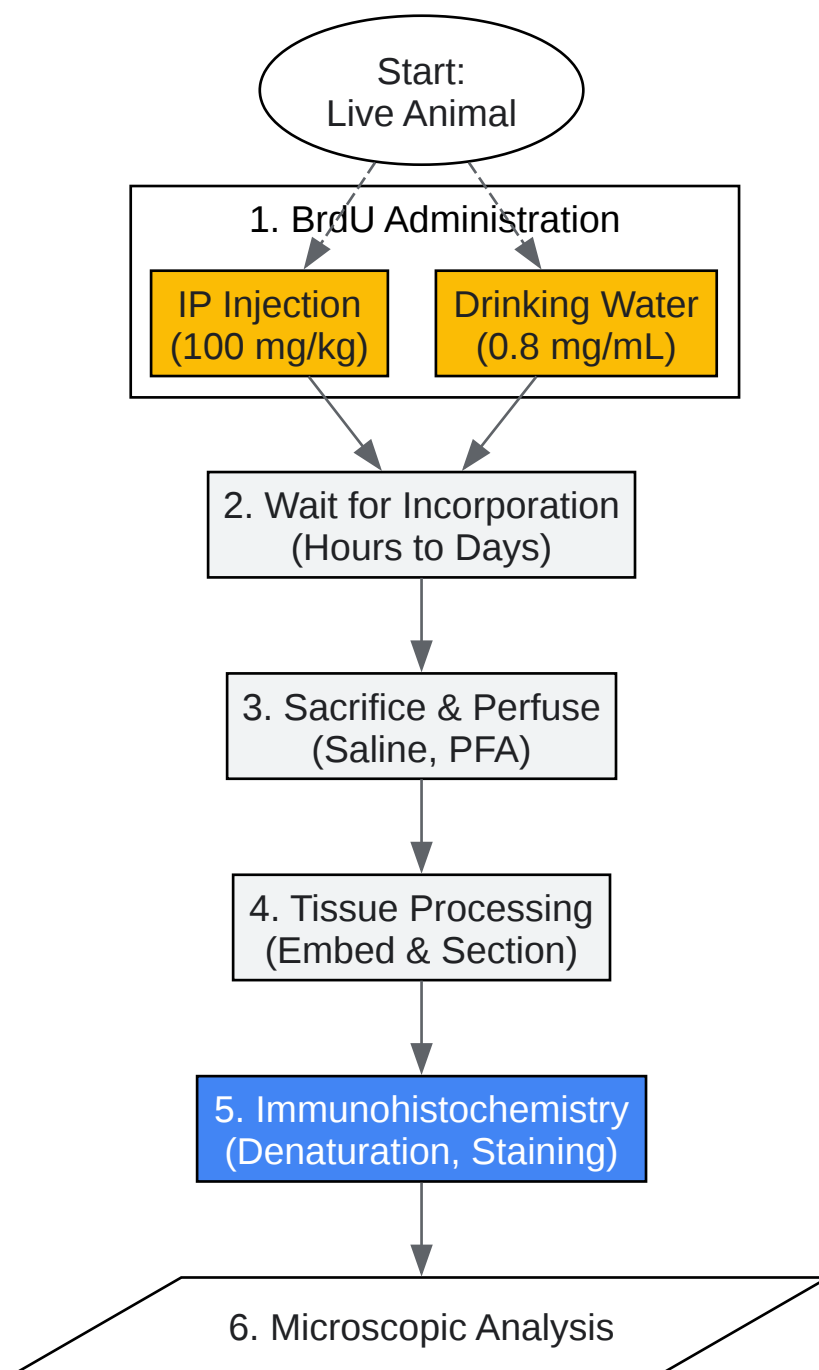 Start:
Live Animal
1. BrdU Administration
IP Injection
(100 mg/kg)
Drinking Water
(0.8 mg/mL)
2. Wait for Incorporation
(Hours to Days)
3. Sacrifice & Perfuse
(Saline, PFA)
4. Tissue Processing
(Embed & Section)
5. Immunohistochemistry
(Denaturation, Staining)
6. Microscopic Analysis